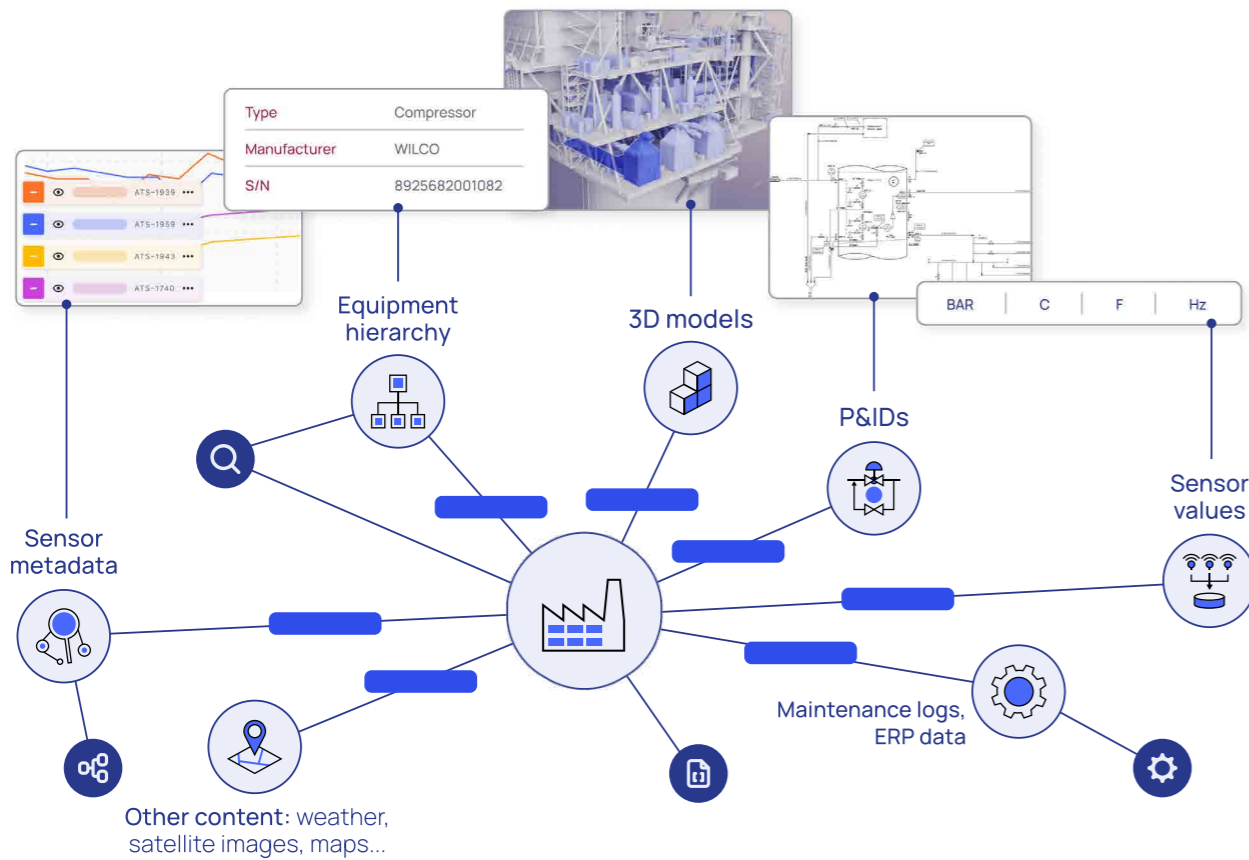 Type Compressor
Manufacturer WILCO
S/N 8925682001082
ATS-1939
ATS-1959
ATS-1943
ATS-1740
BAR C F Hz
Equipment
hierarchy
3D models
P&IDs
Sensor
values
Sensor
metadata
Maintenance logs,
ERP data
Other content: weather,
satellite images, maps...